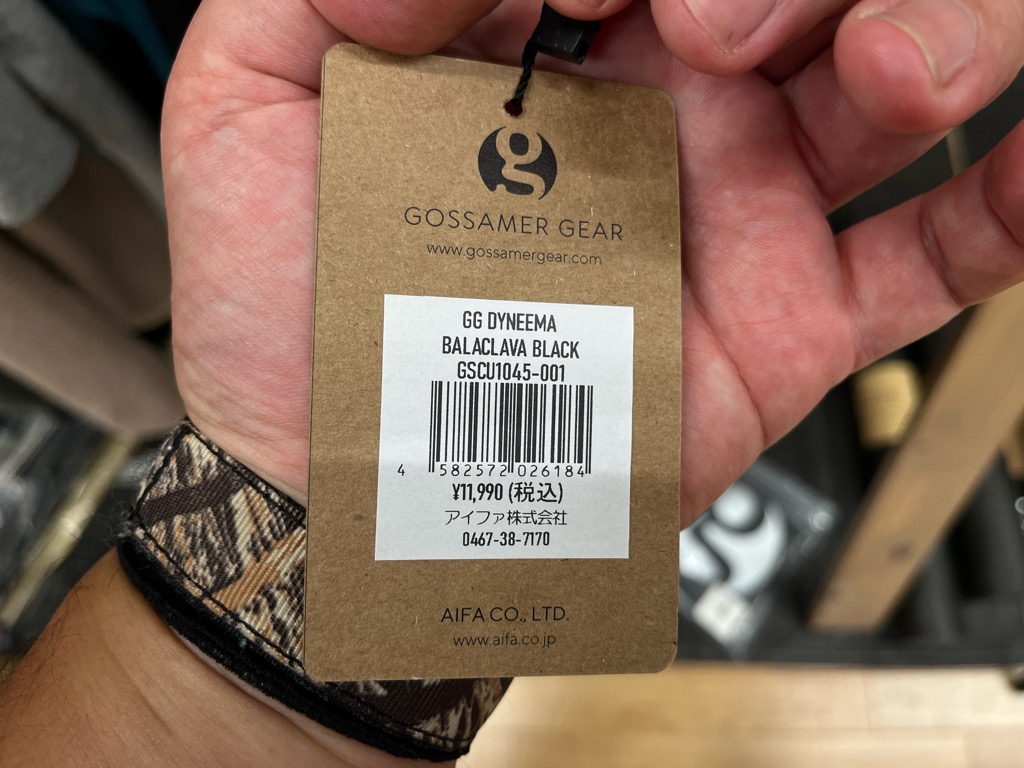 g
GOSSAMER GEAR
www.gossamergear.com
GG DYNEEMA
BALACLAVA BLACK
GSCU1045-001
4 582572 026184
¥11,990 (税込)
アイファ株式会社
0467-38-7170
AIFA CO., LTD.
www.aifa.co.jp